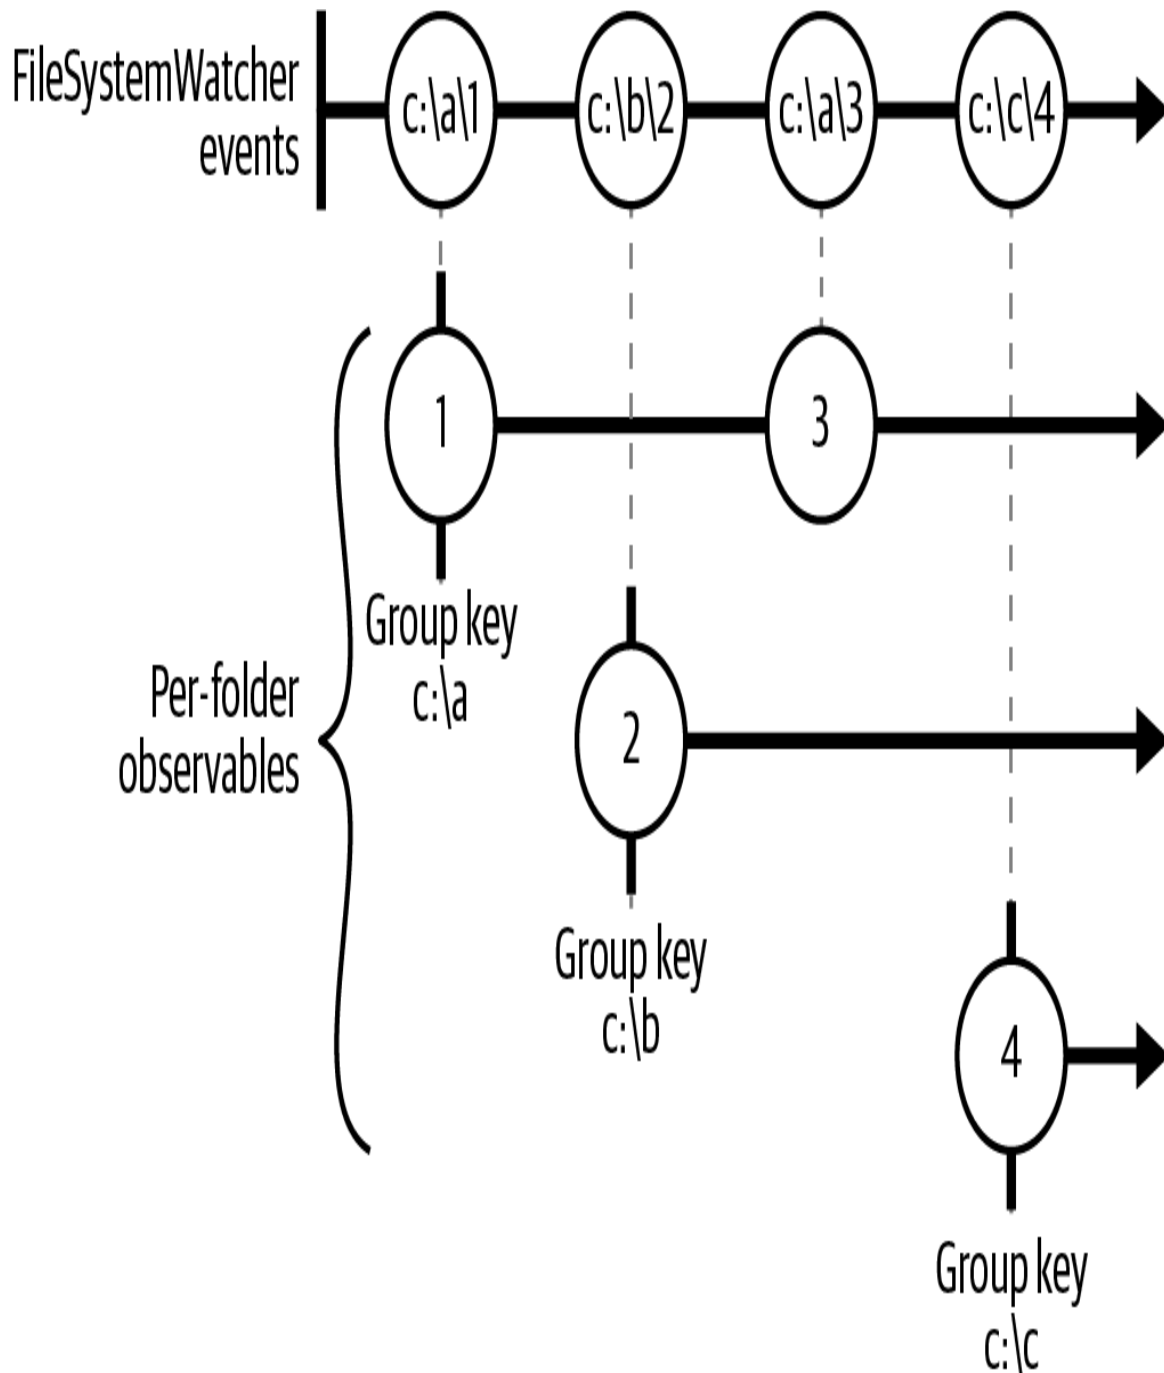 FileSystemWatcher
events
c:\a\1
c:\b\2
c:\a\3
c:\c\4
1
3
Group key
c:\a
Per-folder
observables
2
Group key
c:\b
4
Group key
c:\c